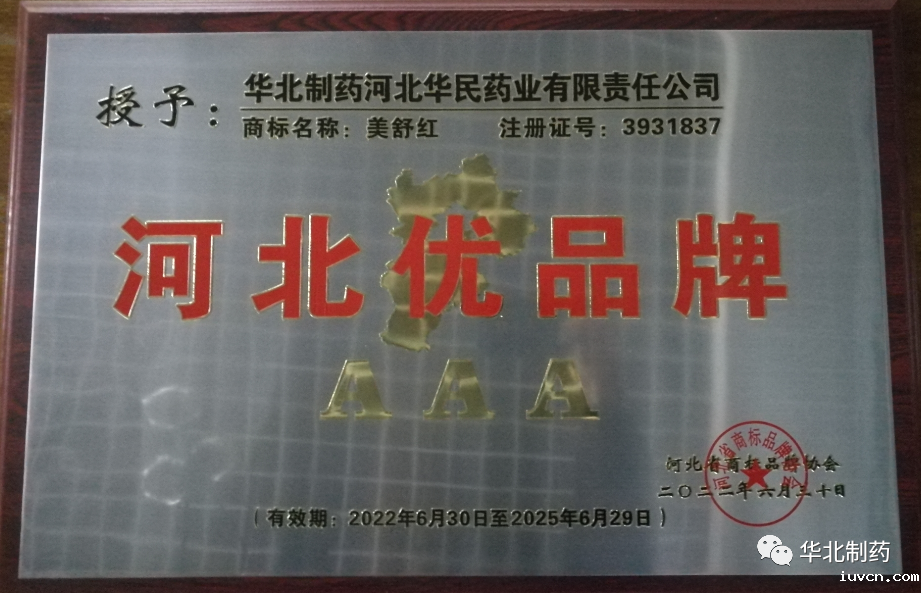 授予：
华北制药河北华民药业有限责任公司
商标名称：美舒红 注册证号：3931837
河北优品牌
AAA
河北省商标品牌协会
二〇二二年六月三十日
（有效期：2022年6月30日至2025年6月29日）
华北制药
iuvcn.com